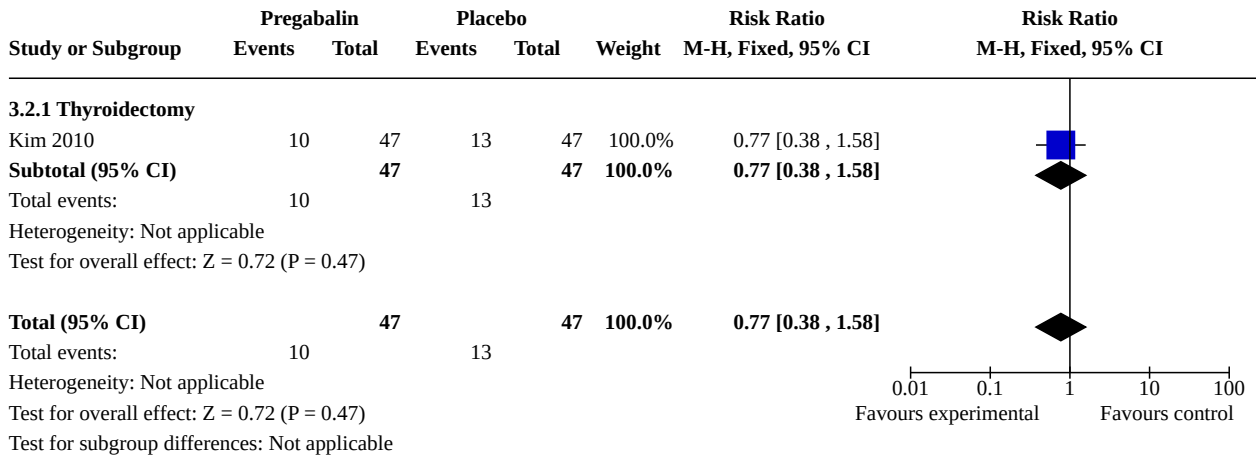 Pregabalin Placebo Risk Ratio Risk Ratio
Study or Subgroup Events Total Events Total Weight M-H, Fixed, 95% CI M-H, Fixed, 95% CI
3.2.1 Thyroidectomy
Kim 2010 10 47 13 47 100.0% 0.77 [0.38 , 1.58]
Subtotal (95% CI) 47 47 100.0% 0.77 [0.38 , 1.58]
Total events: 10 13
Heterogeneity: Not applicable
Test for overall effect: Z = 0.72 (P = 0.47)
Total (95% CI) 47 47 100.0% 0.77 [0.38 , 1.58]
Total events: 10 13
Heterogeneity: Not applicable
0.01 0.1 1 10 100
Test for overall effect: Z = 0.72 (P = 0.47) Favours experimental Favours control
Test for subgroup differences: Not applicable